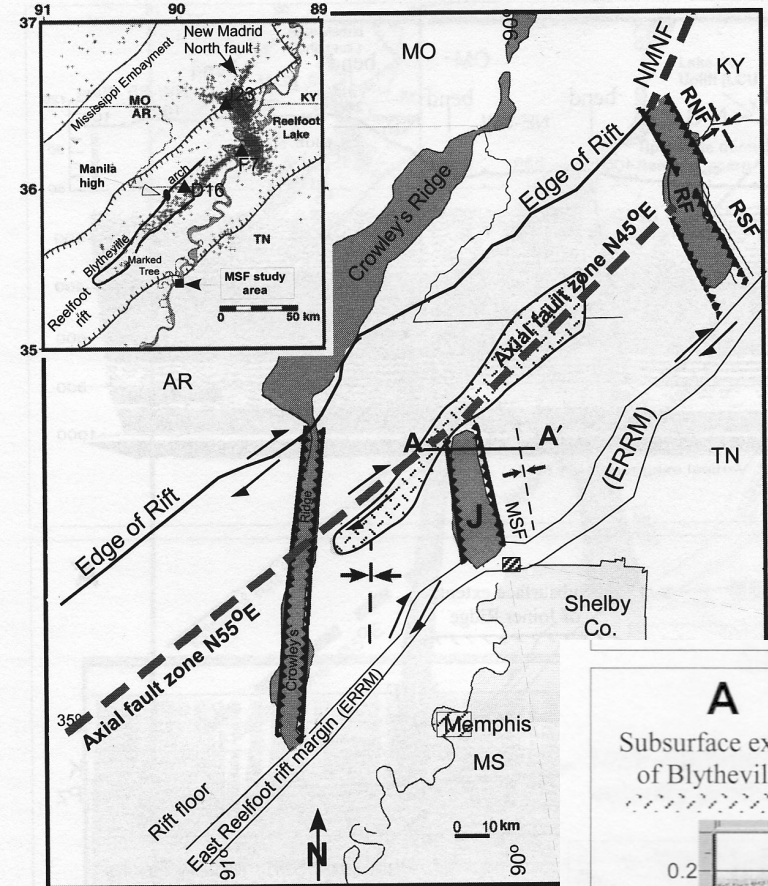 91
90
89
37
36
35
New Madrid
North fault
Mississippi Embayment
MO
AR
KY
Reelfoot
Lake
F7
Manila
high
arch
D16
Blytheville
Marked
Tree
TN
Reelfoot
rift
MSF study
area
0 50 km
90°
MO
KY
NMNF
RNF
RF
RSF
Edge of Rift
Crowley's Ridge
Axial fault zone N45°E
AR
TN
A
A'
(ERRM)
J
MSF
Ridge
Crowley's
Edge of Rift
Axial fault zone N55°E
35°
Shelby
Co.
Memphis
MS
Rift floor
East Reelfoot rift margin (ERRM)
0 10 km
N
91°
90°
A
Subsurface ex
of Blythevil
0.2